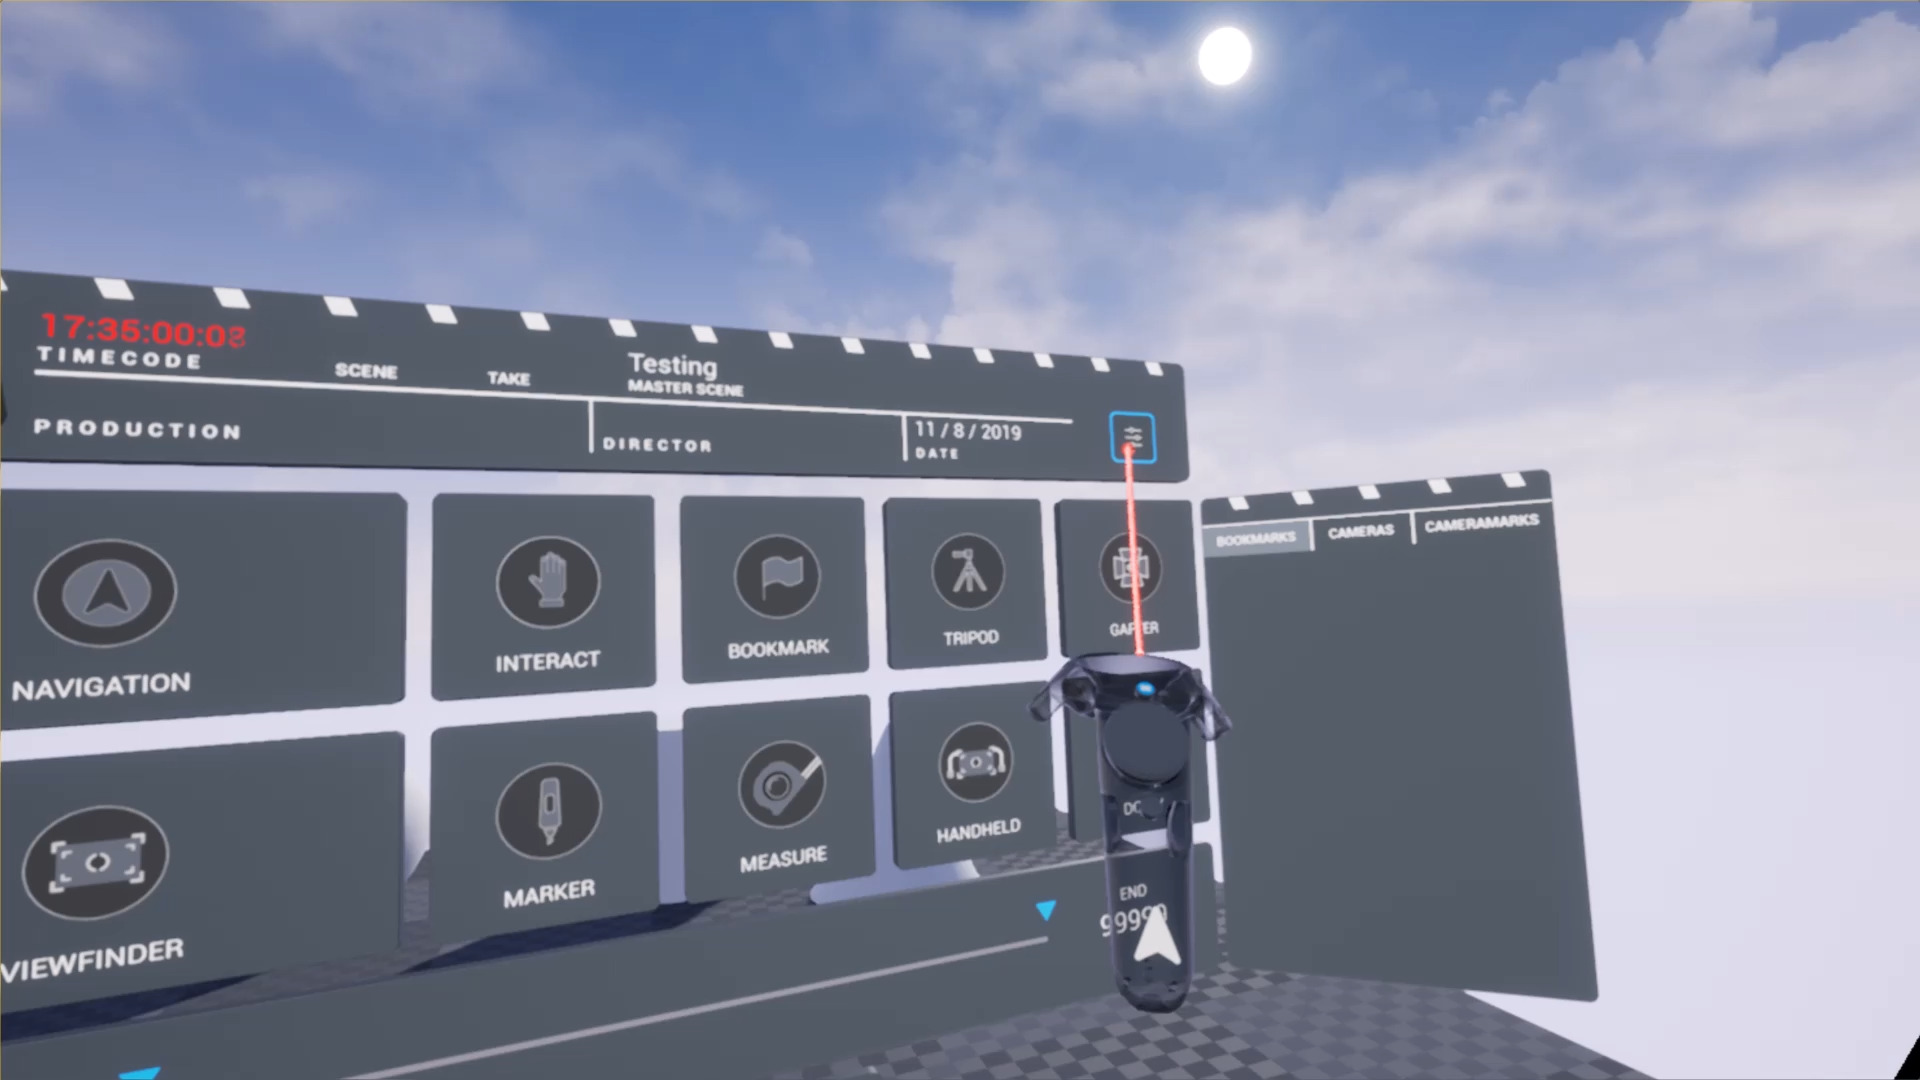 17:35:00:08
TIMECODE
SCENE
TAKE
Testing
MASTER SCENE
PRODUCTION
DIRECTOR
11 / 8 / 2019
DATE
BOOKMARKS
CAMERAS
CAMERAMARKS
NAVIGATION
INTERACT
BOOKMARK
TRIPOD
VIEWFINDER
MARKER
MEASURE
HANDHELD
END